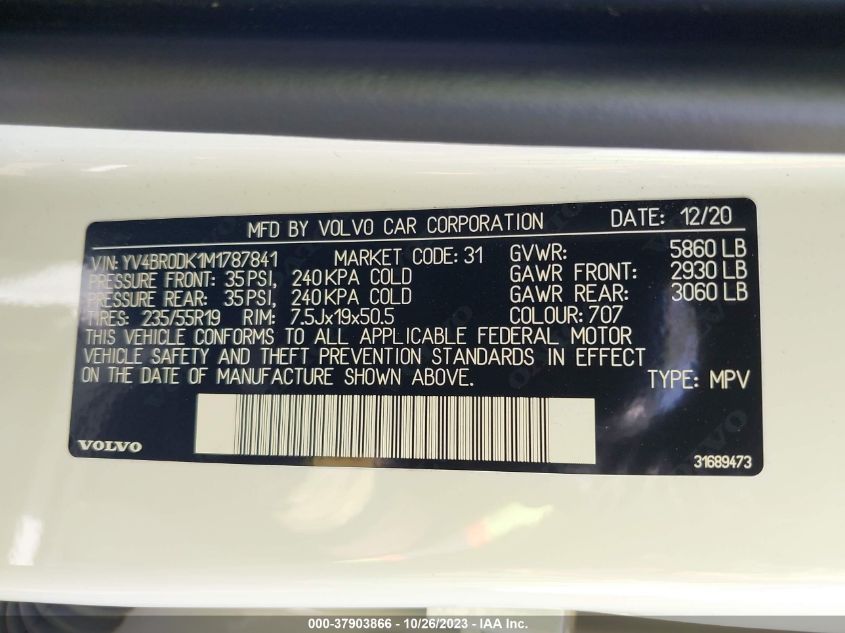 MFD BY VOLVO CAR CORPORATION DATE: 12/20
VIN: YV4BR0DK1M1787841 MARKET CODE: 31 GVWR: 5860 LB
PRESSURE FRONT: 35 PSI, 240 KPA COLD GAWR FRONT: 2930 LB
PRESSURE REAR: 35 PSI, 240 KPA COLD GAWR REAR: 3060 LB
TIRES: 235/55R19 RIM: 7.5Jx19x50.5 COLOUR: 707
THIS VEHICLE CONFORMS TO ALL APPLICABLE FEDERAL MOTOR
VEHICLE SAFETY AND THEFT PREVENTION STANDARDS IN EFFECT
ON THE DATE OF MANUFACTURE SHOWN ABOVE. TYPE: MPV
VOLVO 31689473
000-37903866 - 10/26/2023 - IAA Inc.